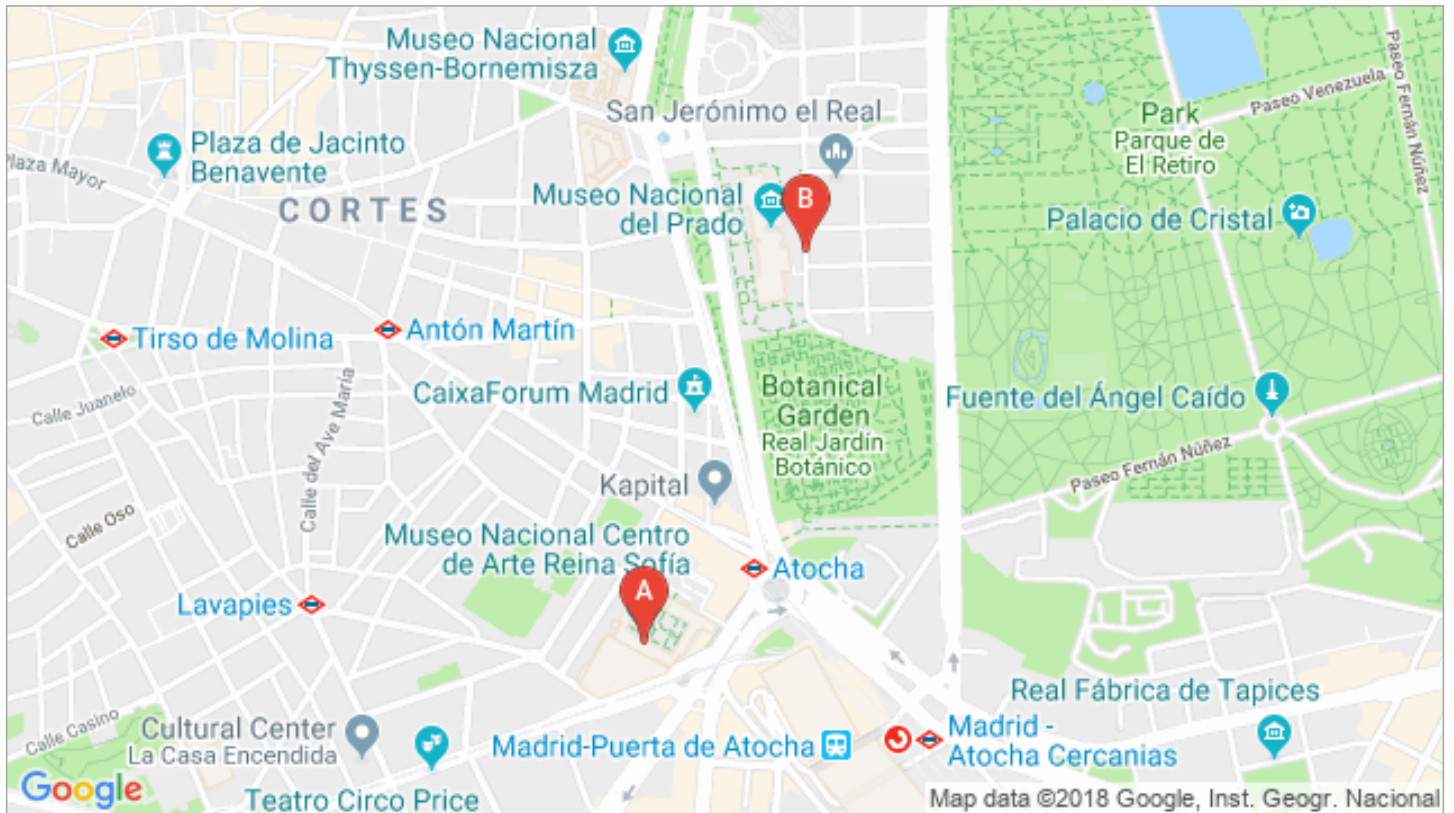 Museo Nacional
Thyssen-Bornemisza
San Jerónimo el Real
Plaza de Jacinto
Benavente
Plaza Mayor
CORTES
Museo Nacional
del Prado
B
Park
Parque de
El Retiro
Paseo Venezuela
Paseo Fernán Núñez
Palacio de Cristal
Tirso de Molina
Antón Martín
Calle Juanelo
Calle del Ave María
CaixaForum Madrid
Botanical
Garden
Real Jardín
Botánico
Fuente del Ángel Caído
Paseo Fernán Núñez
Kapital
Calle Oso
Museo Nacional Centro
de Arte Reina Sofía
A
Atocha
Lavapies
Calle Casino
Cultural Center
La Casa Encendida
Madrid-Puerta de Atocha
Madrid -
Atocha Cercanias
Real Fábrica de Tapices
Google
Teatro Circo Price
Map data ©2018 Google, Inst. Geogr. Nacional